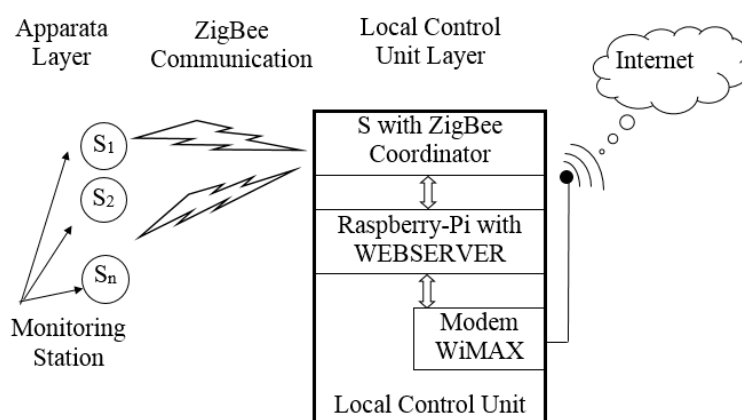 Apparata
Layer
ZigBee
Communication
Local Control
Unit Layer
Internet
S1
S2
Sn
Monitoring
Station
S with ZigBee
Coordinator
Raspberry-Pi with
WEBSERVER
Modem
WiMAX
Local Control Unit